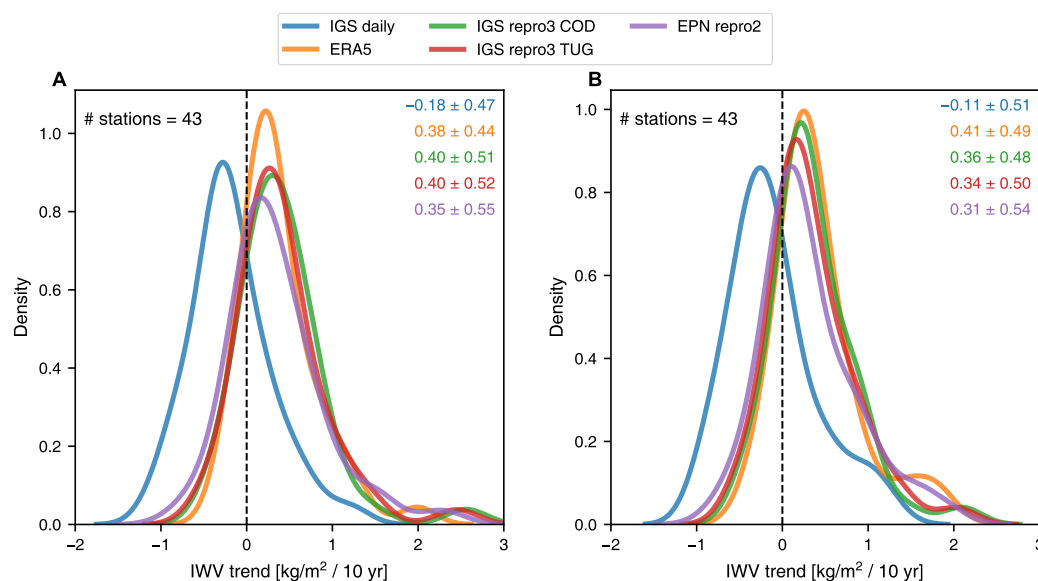 IGS daily
ERA5
IGS repro3 COD
IGS repro3 TUG
EPN repro2
A
# stations = 43
−0.18 ± 0.47
0.38 ± 0.44
0.40 ± 0.51
0.40 ± 0.52
0.35 ± 0.55
Density
1.0
0.8
0.6
0.4
0.2
0.0
−2 −1 0 1 2 3
IWV trend [kg/m² / 10 yr]
B
# stations = 43
−0.11 ± 0.51
0.41 ± 0.49
0.36 ± 0.48
0.34 ± 0.50
0.31 ± 0.54
Density
1.0
0.8
0.6
0.4
0.2
0.0
−2 −1 0 1 2 3
IWV trend [kg/m² / 10 yr]